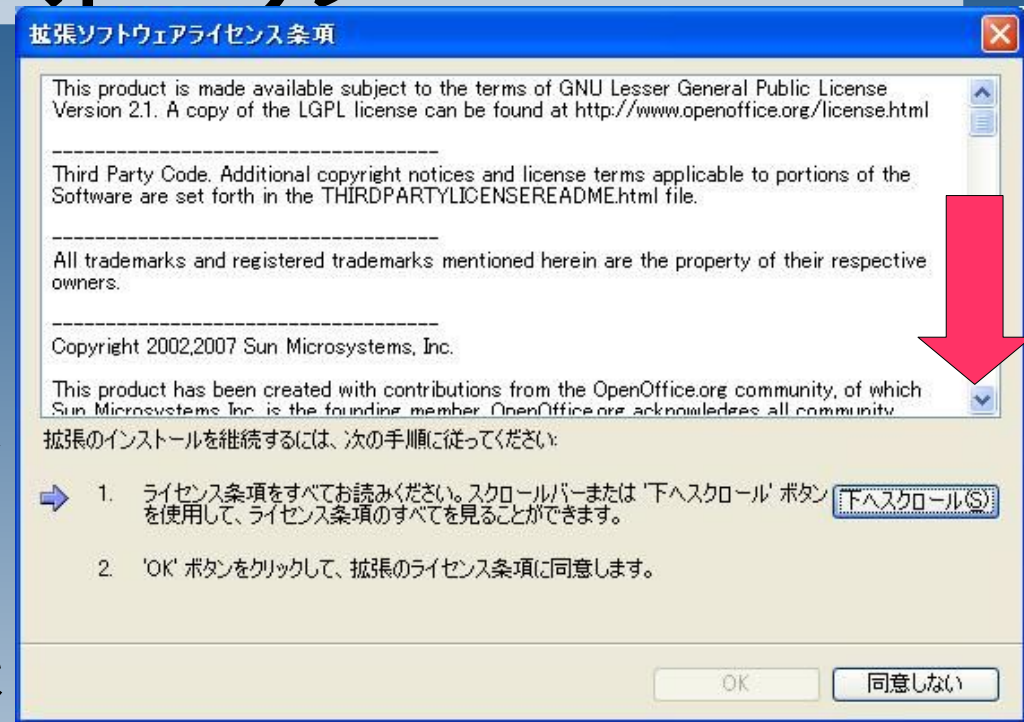 拡張ソフトウェアライセンス条項
This product is made available subject to the terms of GNU Lesser General Public License
Version 2.1. A copy of the LGPL license can be found at http://www.openoffice.org/license.html
------------------------------------
Third Party Code. Additional copyright notices and license terms applicable to portions of the
Software are set forth in the THIRDPARTYLICENSEREADME.html file.
------------------------------------
All trademarks and registered trademarks mentioned herein are the property of their respective
owners.
------------------------------------
Copyright 2002,2007 Sun Microsystems, Inc.
This product has been created with contributions from the OpenOffice.org community, of which
Sun Microsystems Inc. is the founding member. OpenOffice.org acknowledges all community
拡張のインストールを継続するには、次の手順に従ってください:
1. ライセンス条項をすべてお読みください。スクロールバーまたは '下へスクロール' ボタン
を使用して、ライセンス条項のすべてを見ることができます。
下へスクロール(S)
2. 'OK' ボタンをクリックして、拡張のライセンス条項に同意します。
OK
同意しない